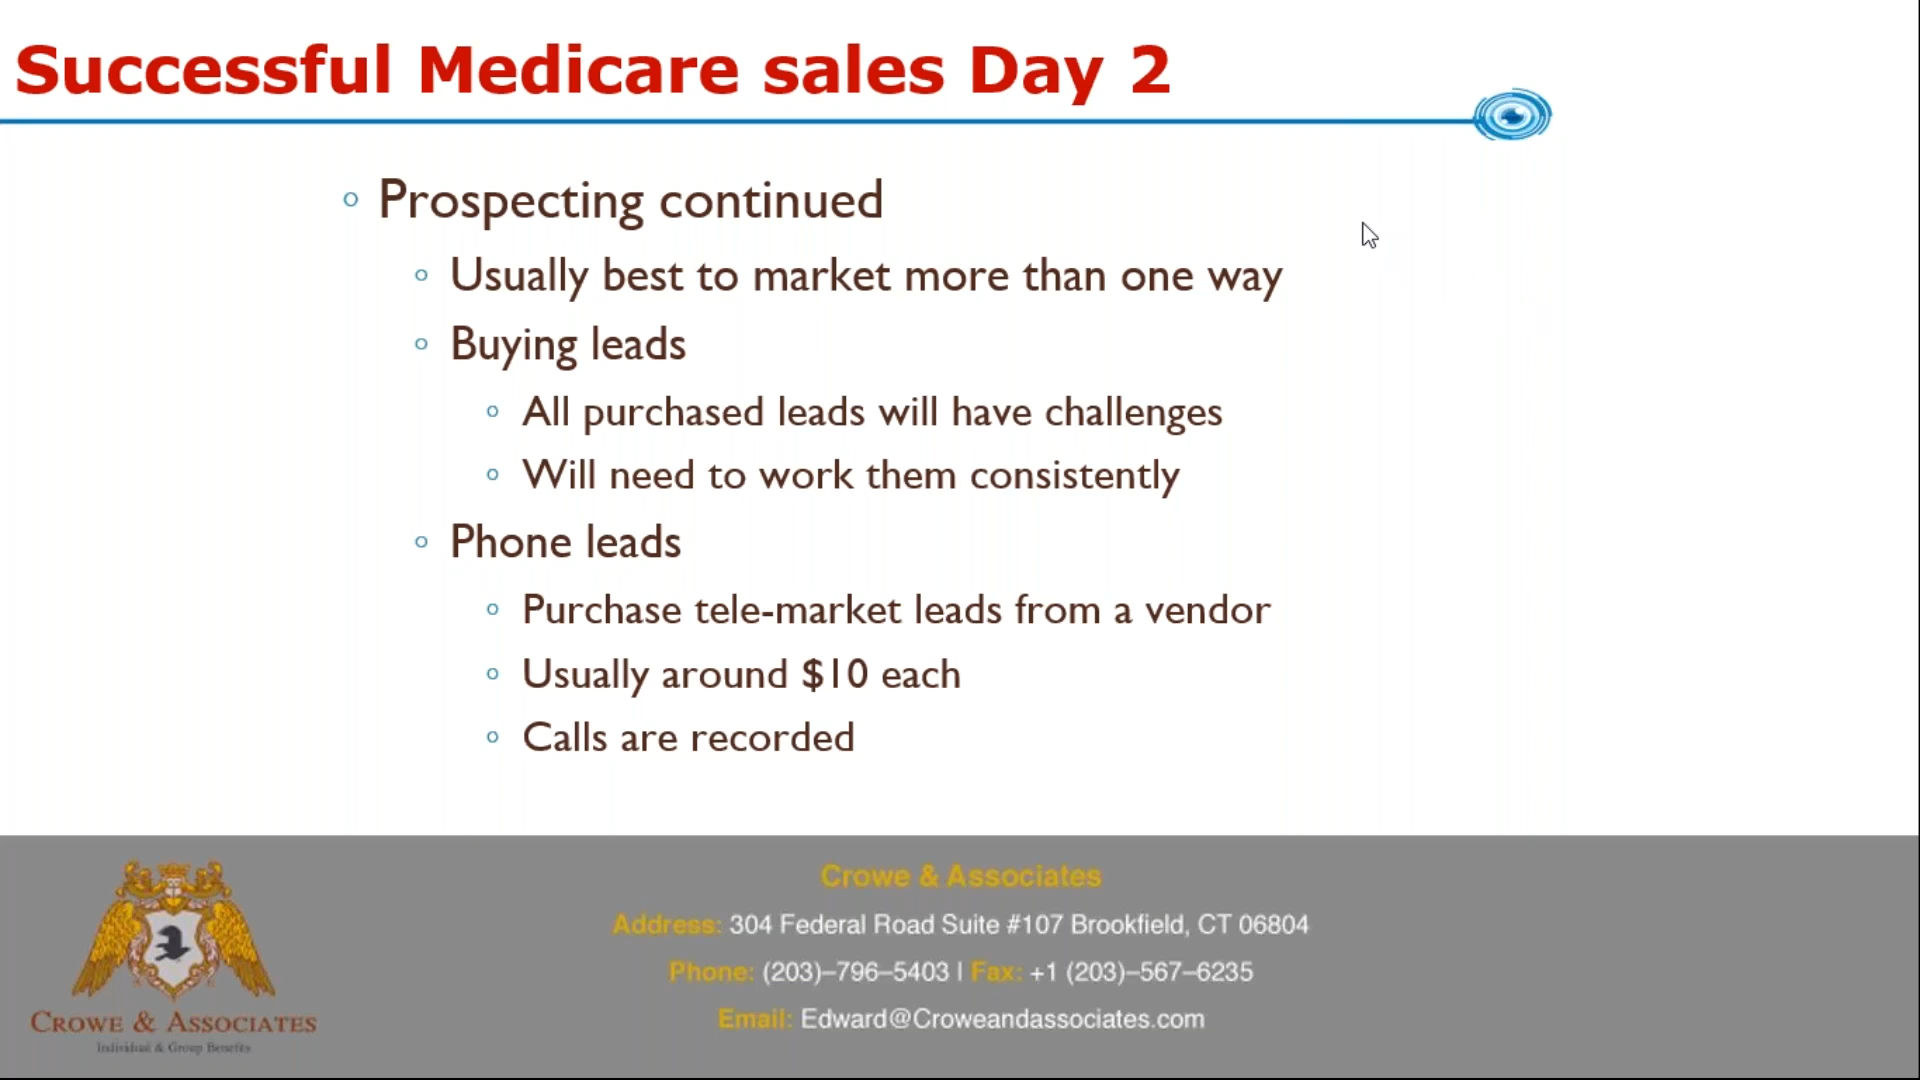 Successful Medicare sales Day 2
Prospecting continued
Usually best to market more than one way
Buying leads
All purchased leads will have challenges
Will need to work them consistently
Phone leads
Purchase tele-market leads from a vendor
Usually around $10 each
Calls are recorded
Crowe & Associates
Address: 304 Federal Road Suite #107 Brookfield, CT 06804
Phone: (203)–796–5403 | Fax: +1 (203)–567–6235
Email: Edward@Croweandassociates.com
CROWE & ASSOCIATES
Individual & Group Benefits